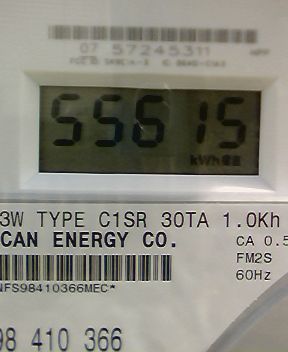 07 57245311
55615
kWh
3W TYPE C1SR 30TA 1.0Kh
CAN ENERGY CO.
CA 0.5
FM2S
60Hz
NFS98410366MEC*
98 410 366